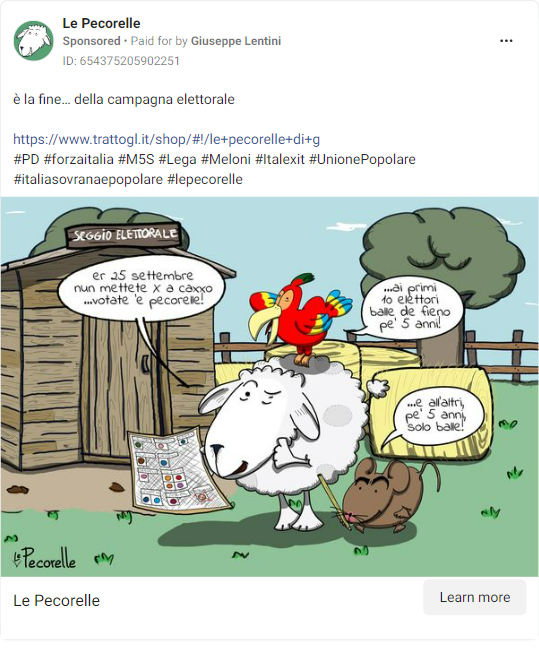 Le Pecorelle
Sponsored • Paid for by Giuseppe Lentini
ID: 654375205902251
è la fine... della campagna elettorale
https://www.trattogl.it/shop/#!/le+pecorelle+di+g
#PD #forzaitalia #M5S #Lega #Meloni #Italexit #UnionePopolare
#italiasovranaepopolare #lepecorelle
SEGGIO ELETTORALE
er 25 settembre
nun mettete x a caxxo
...votate 'e pecorelle!
...ai primi
10 elettori
balle de fieno
pe' 5 anni!
...e all'altri,
pe' 5 anni,
solo balle!
Le Pecorelle
Le Pecorelle
Learn more